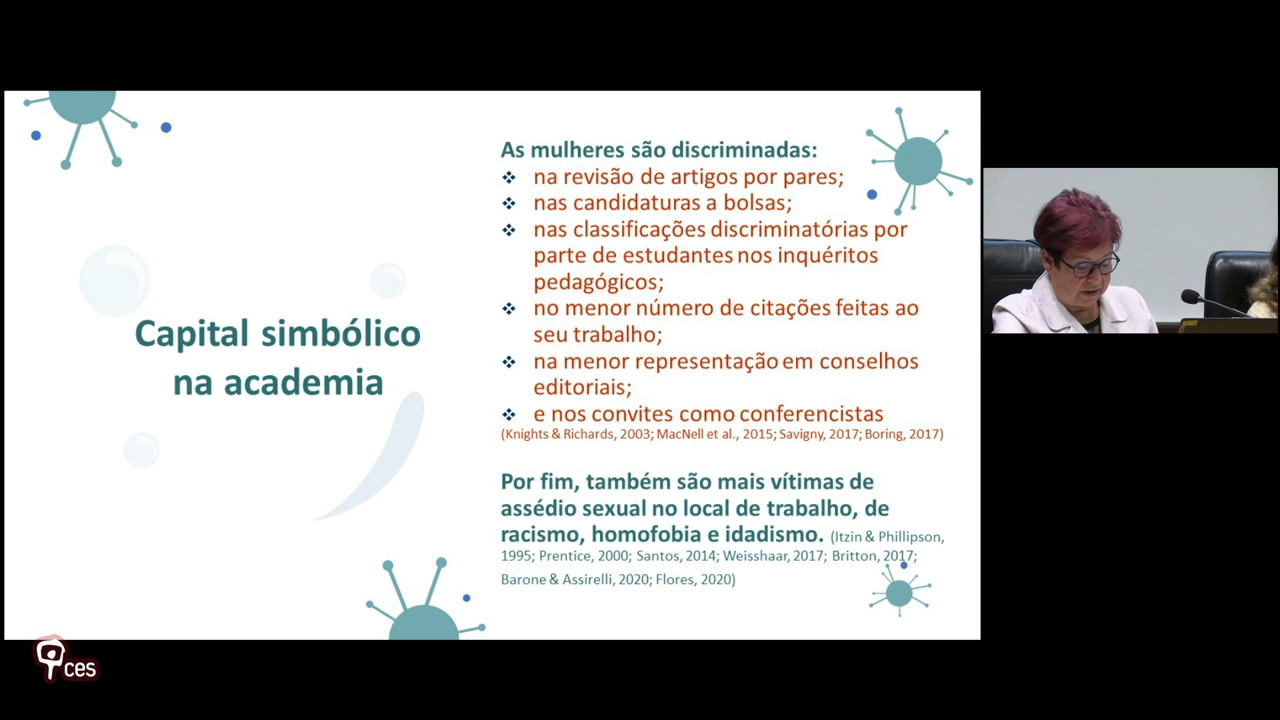 Capital simbólico
na academia
As mulheres são discriminadas:
na revisão de artigos por pares;
nas candidaturas a bolsas;
nas classificações discriminatórias por
parte de estudantes nos inquéritos
pedagógicos;
no menor número de citações feitas ao
seu trabalho;
na menor representação em conselhos
editoriais;
e nos convites como conferencistas
(Knights & Richards, 2003; MacNell et al., 2015; Savigny, 2017; Boring, 2017)
Por fim, também são mais vítimas de
assédio sexual no local de trabalho, de
racismo, homofobia e idadismo. (Itzin & Phillipson,
1995; Prentice, 2000; Santos, 2014; Weisshaar, 2017; Britton, 2017;
Barone & Assirelli, 2020; Flores, 2020)
ces